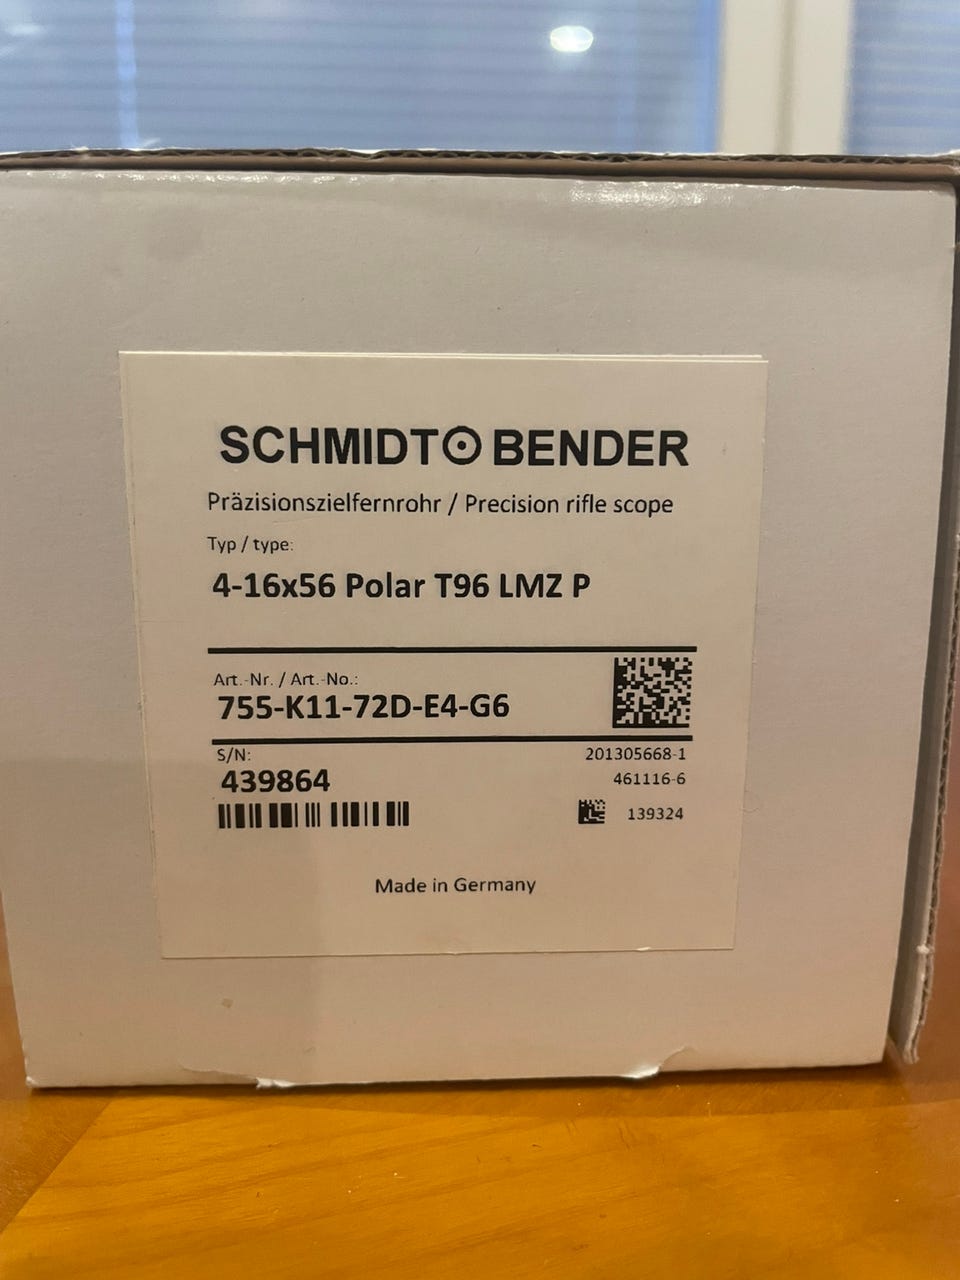 SCHMIDT BENDER
Präzisionszielfernrohr / Precision rifle scope
Typ / type:
4-16x56 Polar T96 LMZ P
Art.-Nr. / Art.-No.:
755-K11-72D-E4-G6
S/N:
439864
201305668-1
461116-6
139324
Made in Germany